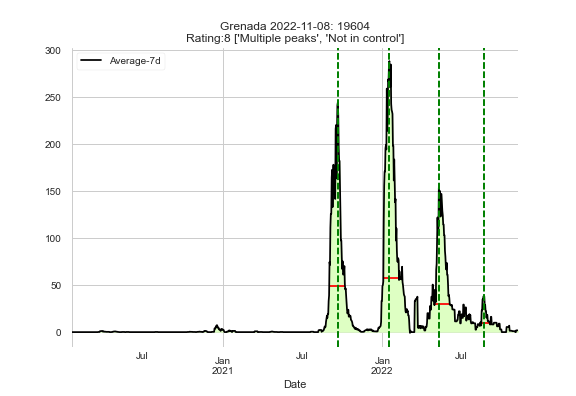 Grenada 2022-11-08: 19604
Rating:8 ['Multiple peaks', 'Not in control']
300
Average-7d
250
200
150
100
50
0
Jul
Jan
2021
Jul
Jan
2022
Jul
Date